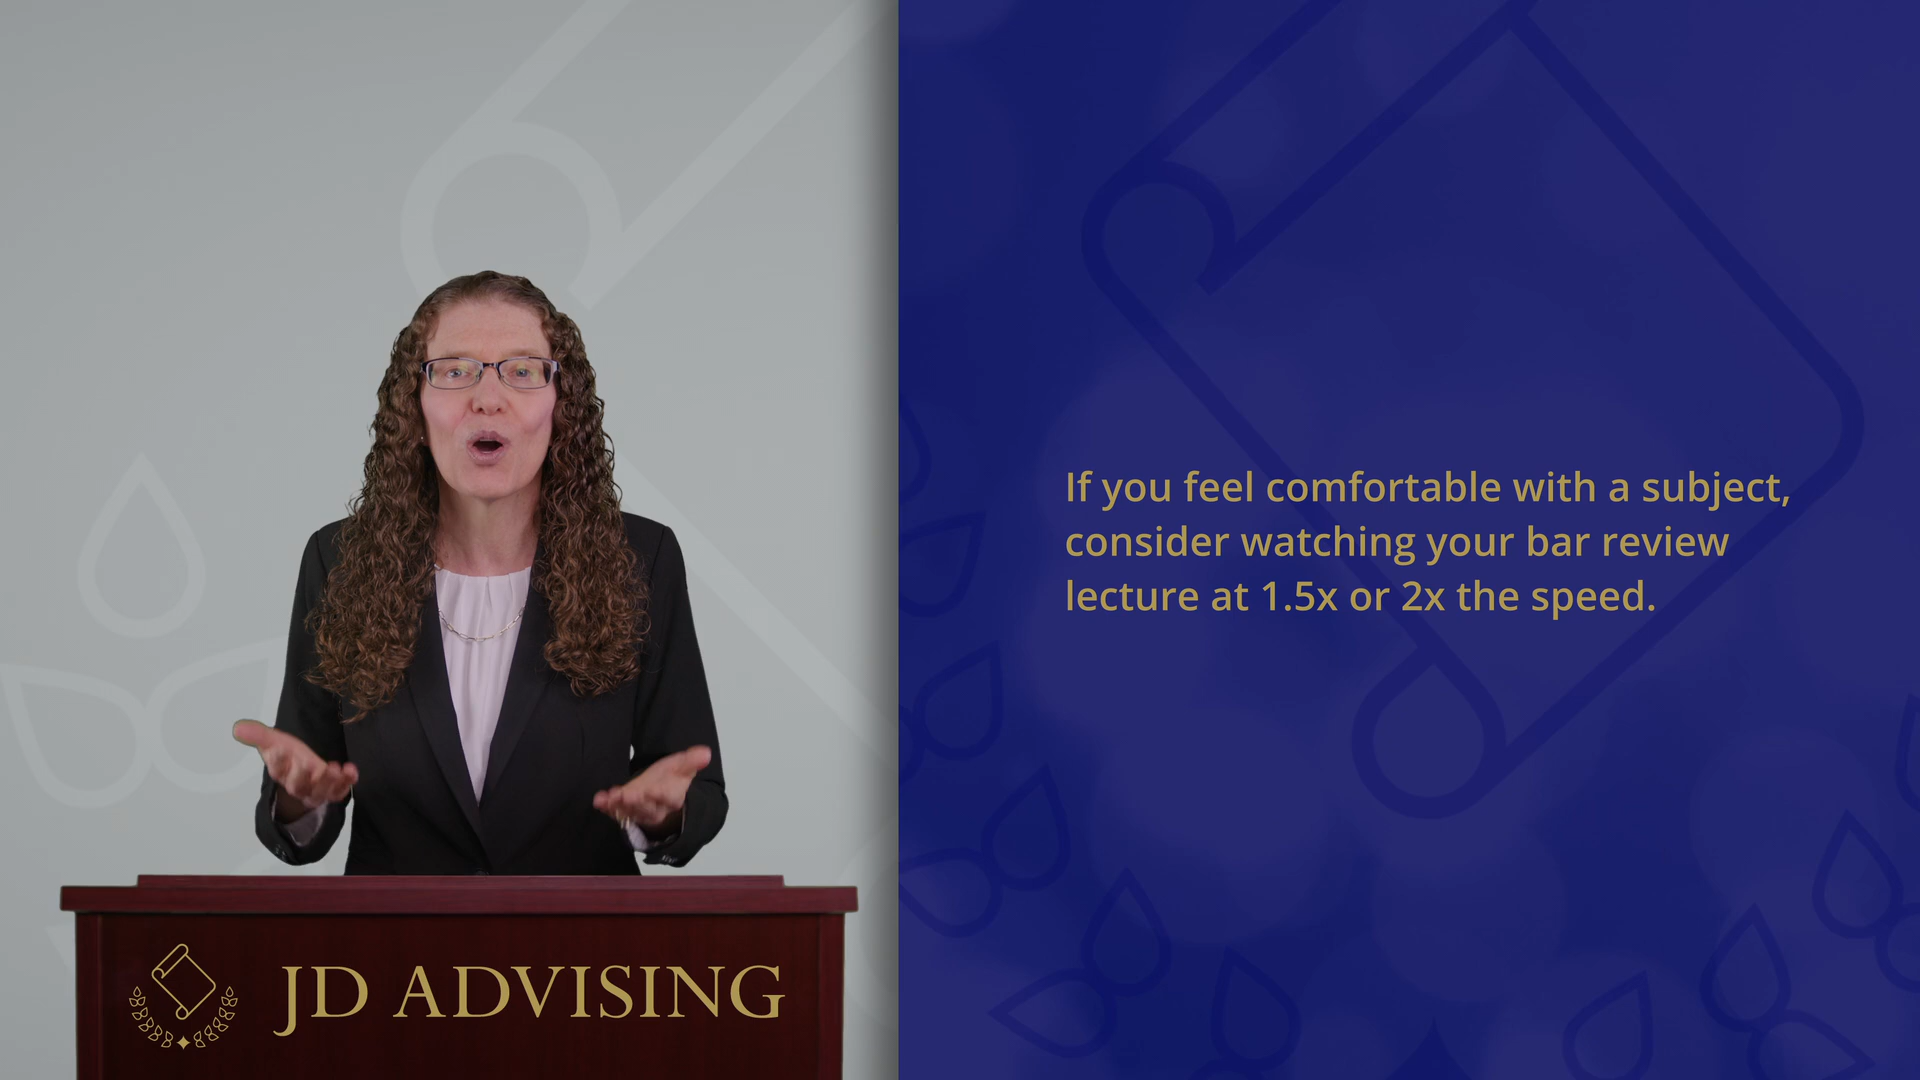 If you feel comfortable with a subject,
consider watching your bar review
lecture at 1.5x or 2x the speed.
JD ADVISING